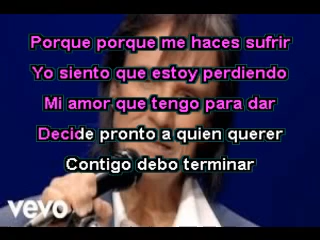 Porque porque me haces sufrir
Yo siento que estoy perdiendo
Mi amor que tengo para dar
Decide pronto a quien querer
Contigo debo terminar
vevo